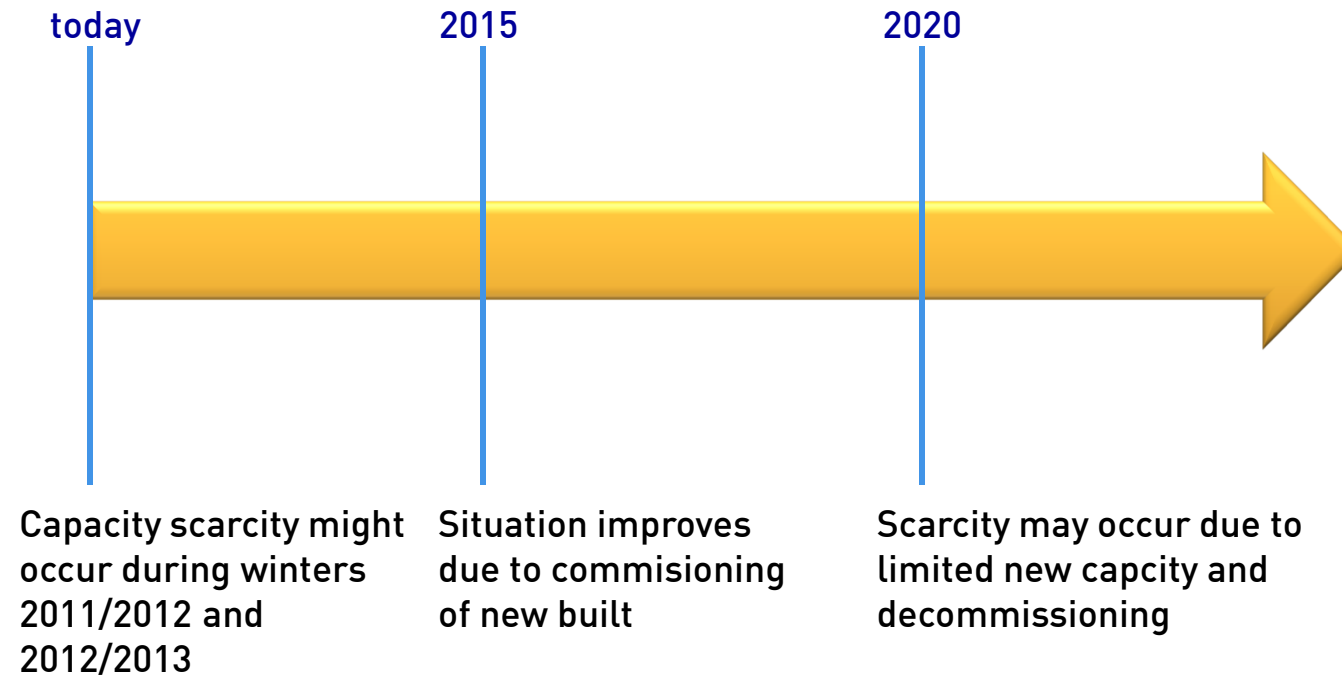 today
2015
2020
Capacity scarcity might
occur during winters
2011/2012 and
2012/2013
Situation improves
due to commisioning
of new built
Scarcity may occur due to
limited new capcity and
decommissioning